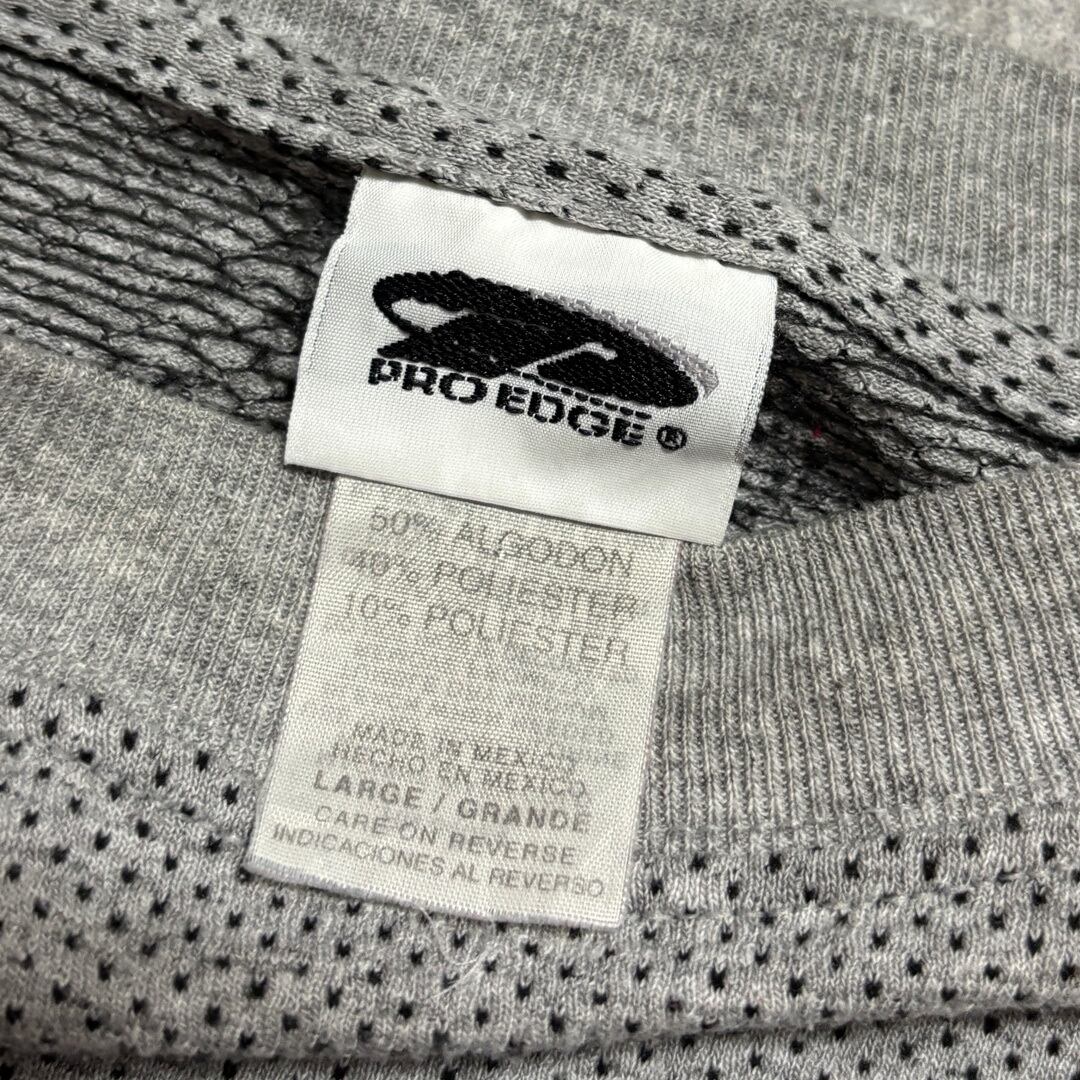 PRO EDGE ®
50% ALGODON
40% POLIESTER
10% POLIESTER
MADE IN MEXICO
HECHO EN MEXICO
LARGE / GRANDE
CARE ON REVERSE
INDICACIONES AL REVERSO